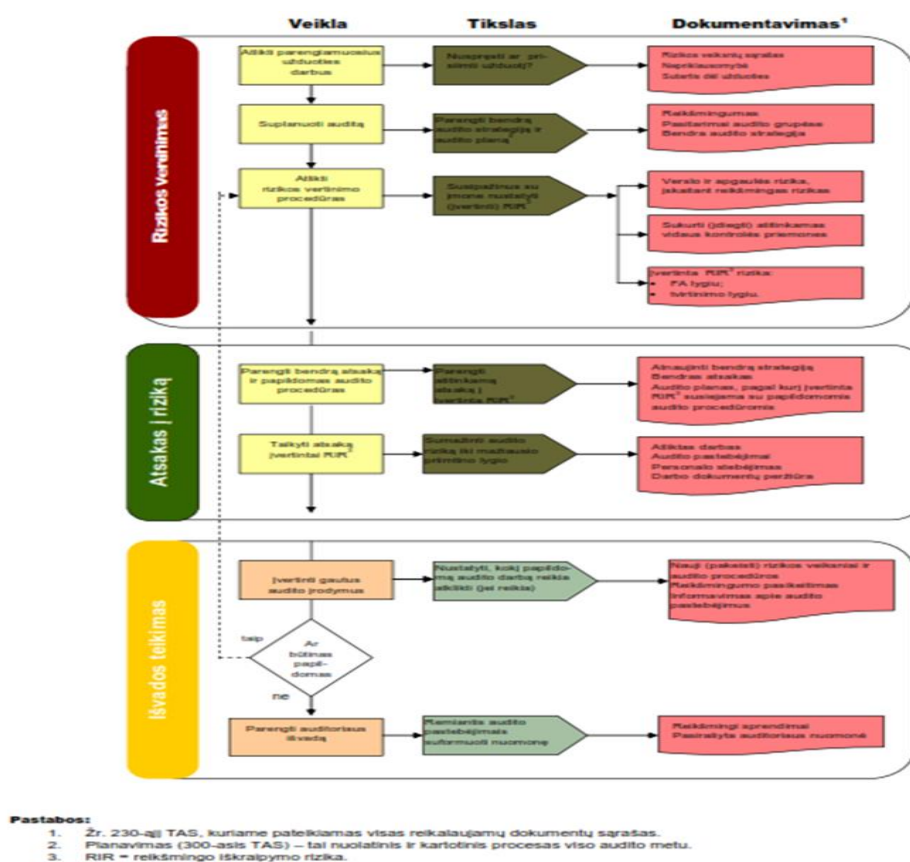 Veikla
Tikslas
Dokumentavimas¹
Rizikos Vertinimas
Atlikti parengiamuosius
užduoties
darbus
Nuspręsti ar pri-
siimti užduotį?
Rizikos veiksnių sąrašas
Nepriklausomybė
Sutartis dėl užduoties
Suplanuoti auditą
Parengti bendrą
audito strategiją ir
audito planą²
Reikšmingumas
Pasitarimai audito grupėse
Bendra audito strategija
Atlikti
rizikos vertinimo
procedūras
Susipažinus su
įmone nustatyti
(įvertinti) RIR³
Verslo ir apgaulės rizika,
įskaitant reikšmingas rizikas
Sukurti (įdiegti) atitinkamas
vidaus kontrolės priemones
Įvertinta RIR³ rizika:
• FA lygiu;
• tvirtinimo lygiu.
Atsakas į riziką
Parengti bendrą atsaką
ir papildomas audito
procedūras
Parengti
atitinkamą
atsaką į
įvertintą RIR³
Atnaujinti bendrą strategiją
Bendras atsakas
Audito planas, pagal kurį įvertinta
RIR³ susiejama su papildomomis
audito procedūromis
Taikyti atsaką
įvertintai RIR³
Sumažinti audito
riziką iki mažiausio
priimtino lygio
Atliktas darbas
Audito pastebėjimai
Personalo stebėjimas
Darbo dokumentų peržiūra
Išvados teikimas
Įvertinti gautus
audito įrodymus
Nustatyti, kokį papildo-
mą audito darbą reikia
atlikti (jei reikia)
Nauji (pakeisti) rizikos veiksniai ir
audito procedūros
Reikšmingumo pasikeitimas
Informavimas apie audito
pastebėjimus
taip
Ar
būtinas
papil-
domas
ne
Parengti auditoriaus
išvadą
Remiantis audito
pastebėjimais
suformuoti nuomonę
Reikšmingi sprendimai
Pasirašyta auditoriaus nuomonė
Pastabos:
1. Žr. 230-ąjį TAS, kuriame pateikiamas visas reikalaujamų dokumentų sąrašas.
2. Planavimas (300-asis TAS) – tai nuolatinis ir kartotinis procesas viso audito metu.
3. RIR = reikšmingo iškraipymo rizika.